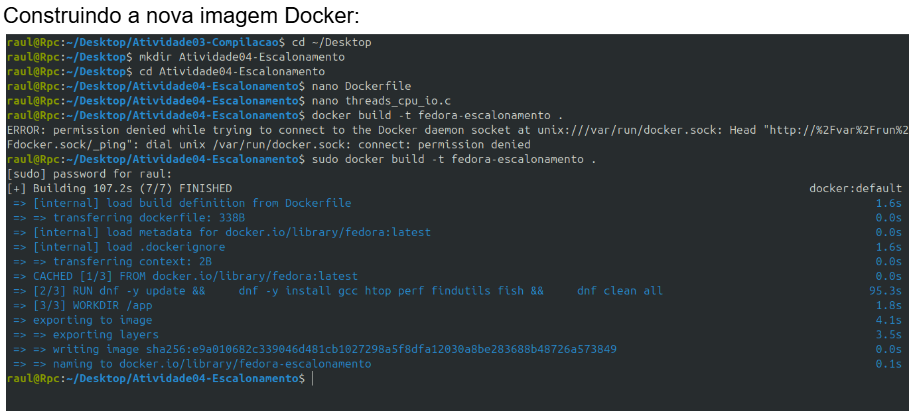 Construindo a nova imagem Docker:
raul@Rpc:~/Desktop/Atividade03-Compilacao$ cd ~/Desktop
raul@Rpc:~/Desktop$ mkdir Atividade04-Escalonamento
raul@Rpc:~/Desktop$ cd Atividade04-Escalonamento
raul@Rpc:~/Desktop/Atividade04-Escalonamento$ nano Dockerfile
raul@Rpc:~/Desktop/Atividade04-Escalonamento$ nano threads_cpu_io.c
raul@Rpc:~/Desktop/Atividade04-Escalonamento$ docker build -t fedora-escalonamento .
ERROR: permission denied while trying to connect to the Docker daemon socket at unix:///var/run/docker.sock: Head "http://%2Fvar%2Frun%2
Fdocker.sock/_ping": dial unix /var/run/docker.sock: connect: permission denied
raul@Rpc:~/Desktop/Atividade04-Escalonamento$ sudo docker build -t fedora-escalonamento .
[sudo] password for raul:
[+] Building 107.2s (7/7) FINISHED docker:default
=> [internal] load build definition from Dockerfile 1.6s
=> => transferring dockerfile: 338B 0.0s
=> [internal] load metadata for docker.io/library/fedora:latest 0.0s
=> [internal] load .dockerignore 1.6s
=> => transferring context: 2B 0.0s
=> CACHED [1/3] FROM docker.io/library/fedora:latest 0.0s
=> [2/3] RUN dnf -y update && dnf -y install gcc htop perf findutils fish && dnf clean all 95.3s
=> [3/3] WORKDIR /app 1.8s
=> exporting to image 4.1s
=> => exporting layers 3.5s
=> => writing image sha256:e9a010682c339046d481cb1027298a5f8dfa12030a8be283688b48726a573849 0.0s
=> => naming to docker.io/library/fedora-escalonamento 0.1s
raul@Rpc:~/Desktop/Atividade04-Escalonamento$